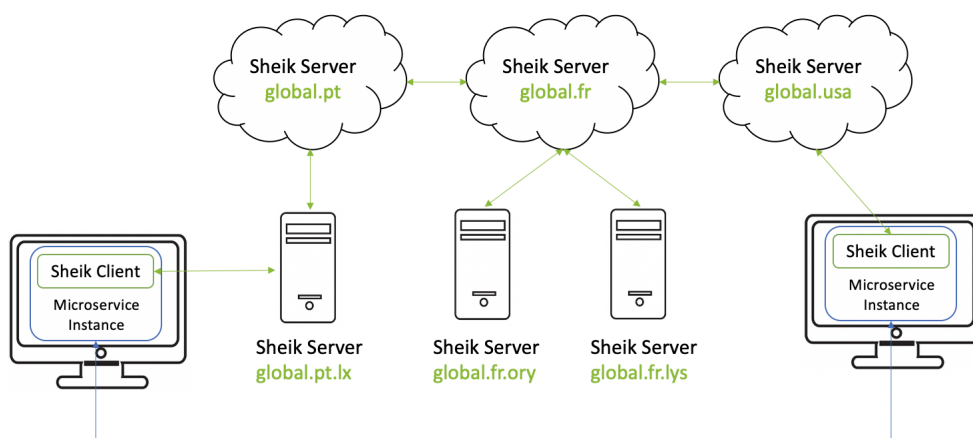 Sheik Server
global.pt
Sheik Server
global.fr
Sheik Server
global.usa
Sheik Client
Microservice
Instance
Sheik Client
Microservice
Instance
Sheik Server
global.pt.lx
Sheik Server
global.fr.ory
Sheik Server
global.fr.lys